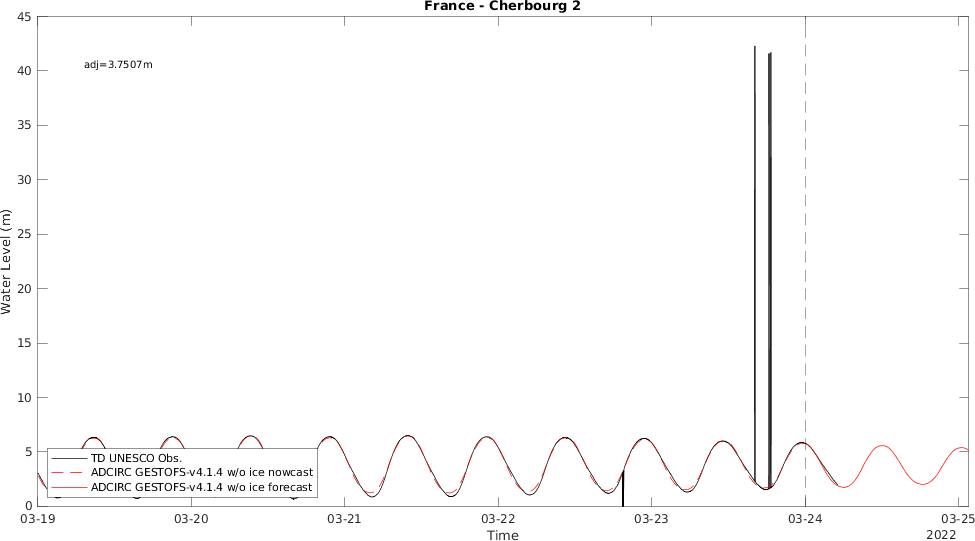 France - Cherbourg 2
45
40
35
30
25
20
15
10
5
0
adj=3.7507m
Water Level (m)
TD UNESCO Obs.
ADCIRC GESTOFS-v4.1.4 w/o ice nowcast
ADCIRC GESTOFS-v4.1.4 w/o ice forecast
03-19 03-20 03-21 03-22 03-23 03-24 03-25
Time
2022